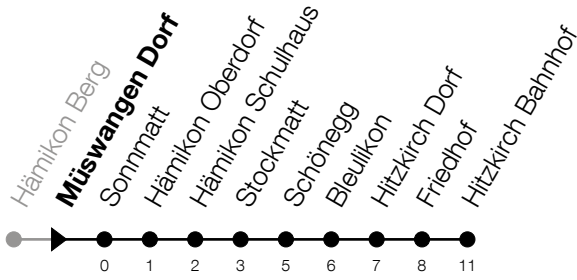 Hämikon Berg
Müswangen Dorf
Sonnmatt
Hämikon Oberdorf
Hämikon Schulhaus
Stockmatt
Schönegg
Bleulikon
Hitzkirch Dorf
Friedhof
Hitzkirch Bahnhof
0 1 2 3 5 6 7 8 11